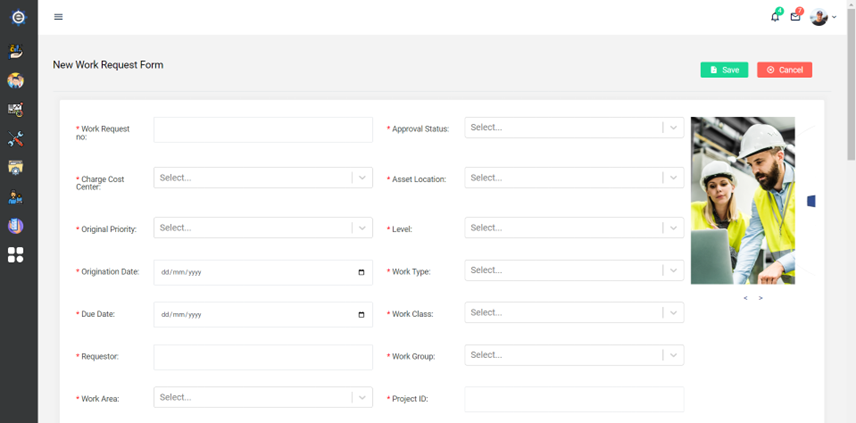 4 7
New Work Request Form
Save Cancel
* Work Request no: * Approval Status: Select...
* Charge Cost Center: Select... * Asset Location: Select...
* Original Priority: Select... * Level: Select...
* Origination Date: dd/mm/yyyy * Work Type: Select...
* Due Date: dd/mm/yyyy * Work Class: Select...
* Requestor: * Work Group: Select...
* Work Area: Select... * Project ID:
< >